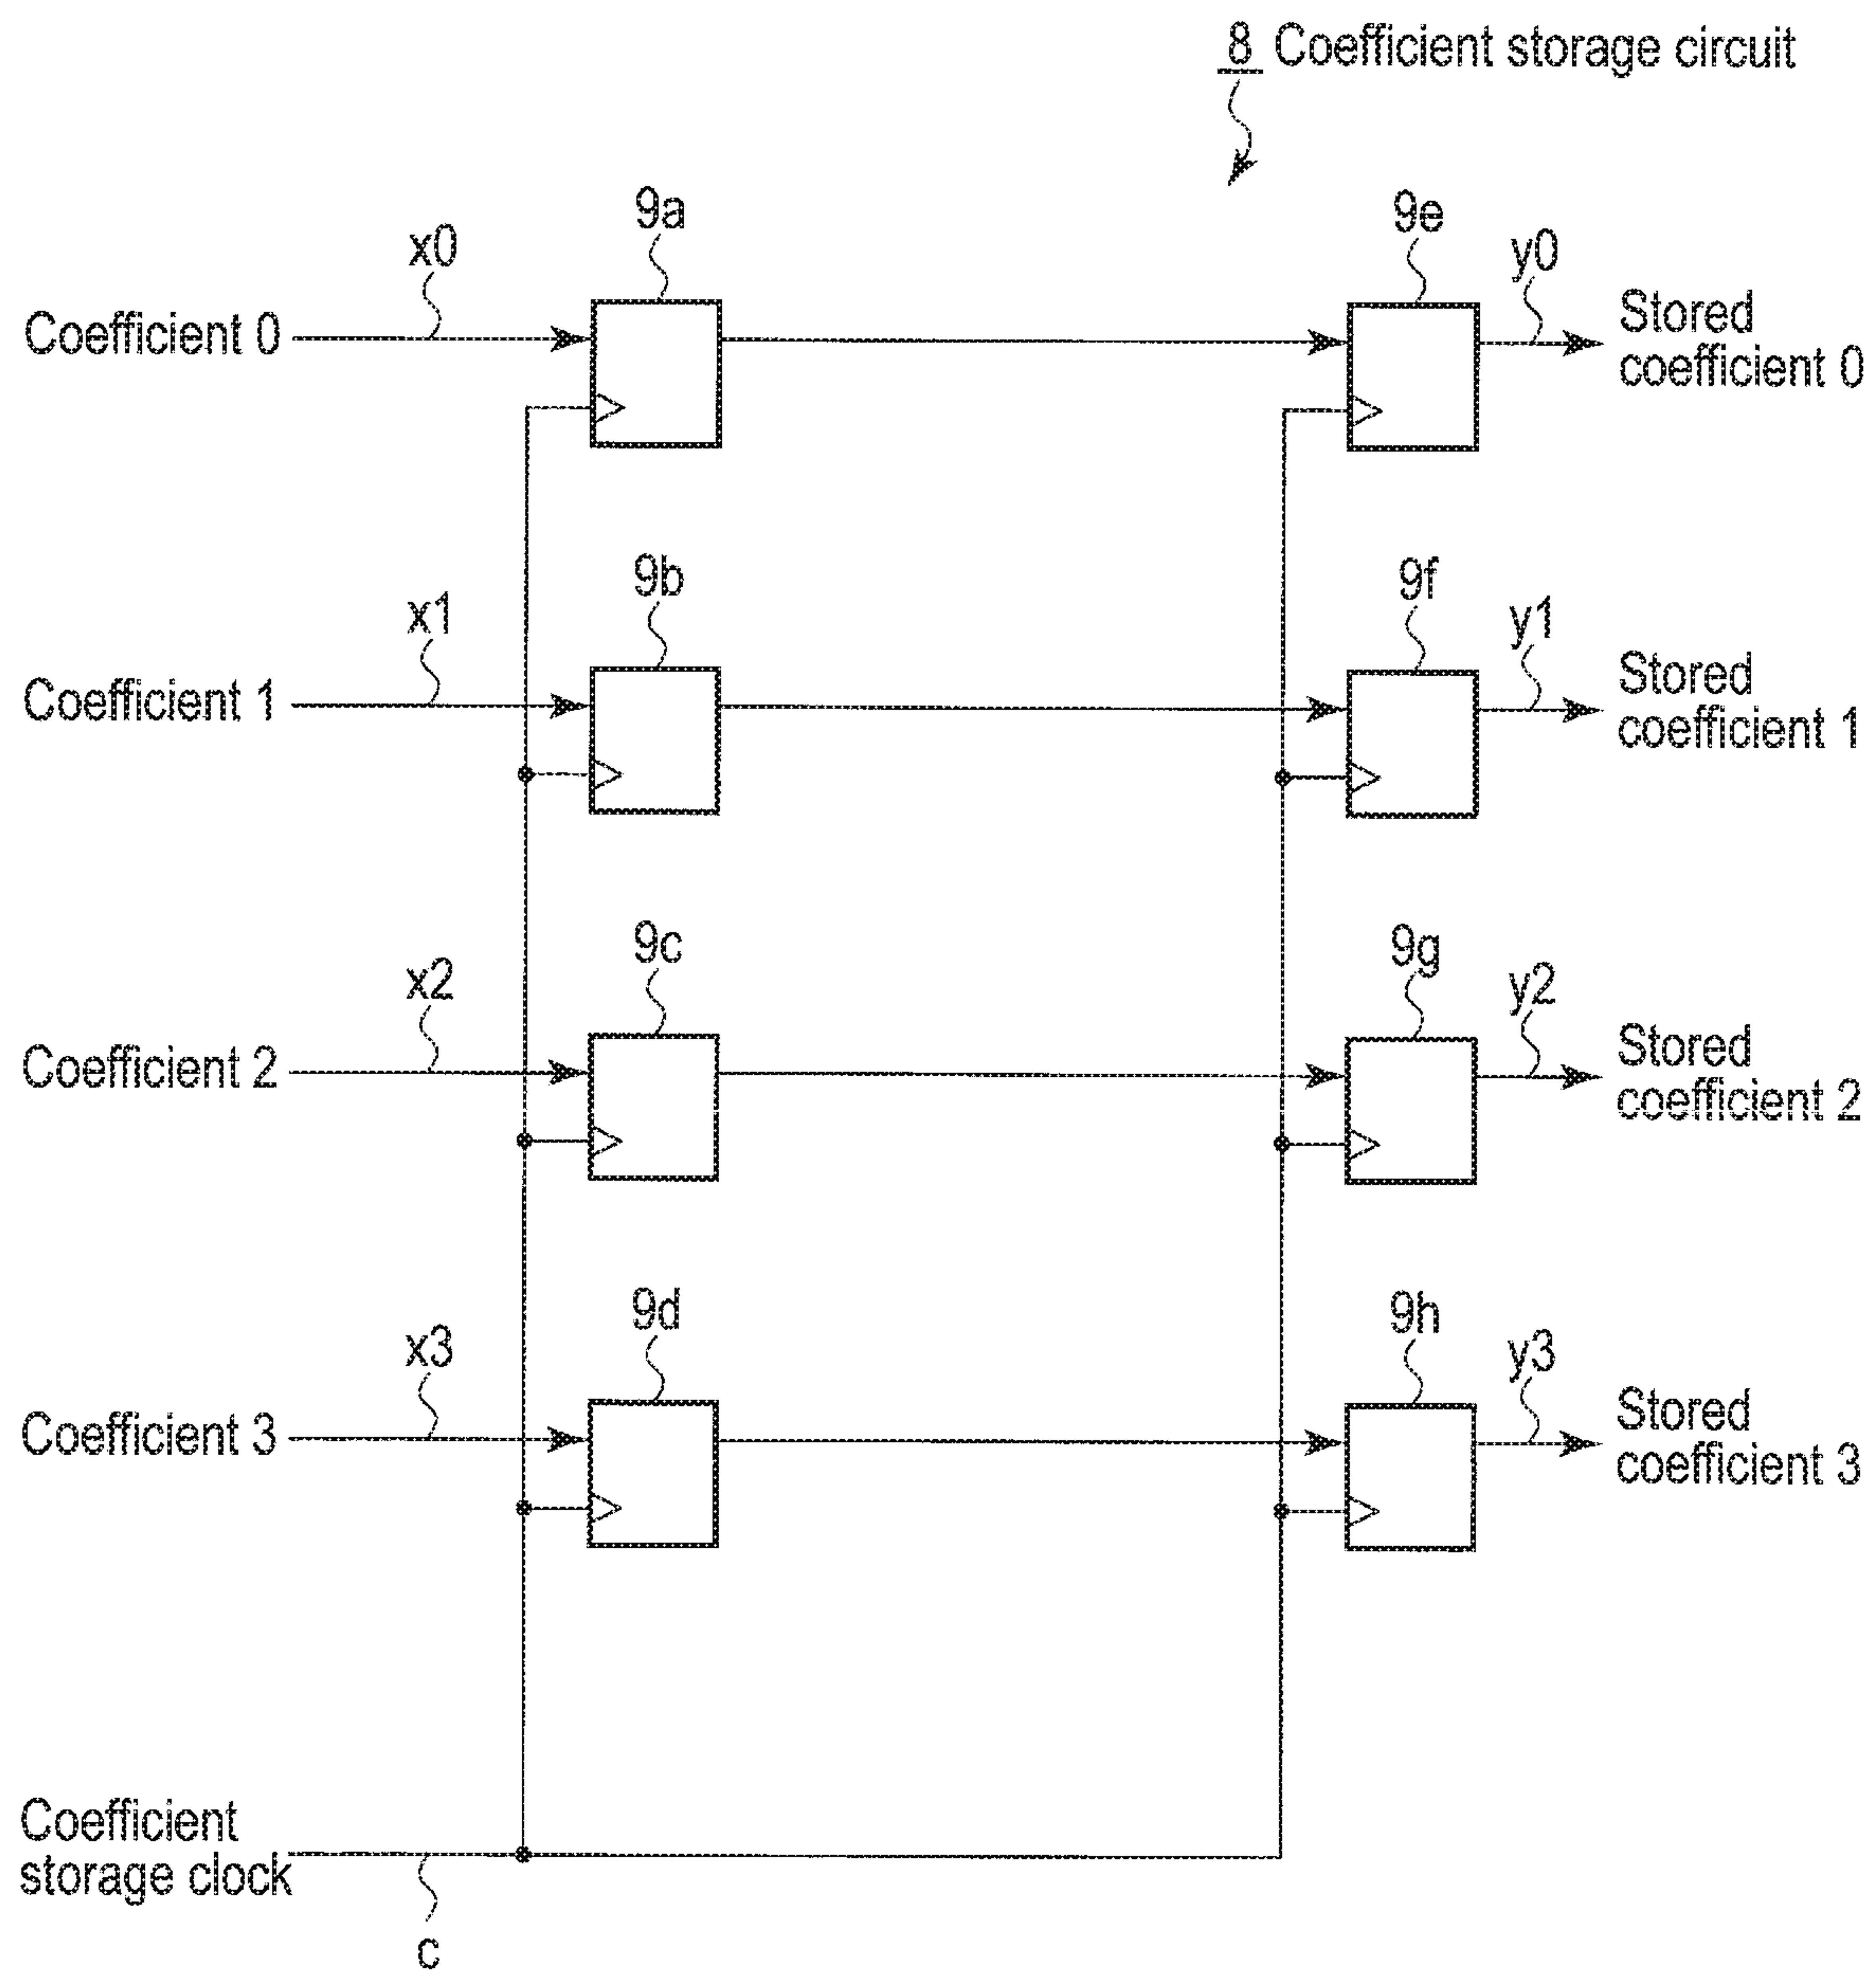 8 Coefficient storage circuit
9a
9e
x0
y0
Coefficient 0
Stored
coefficient 0
9b
9f
x1
y1
Coefficient 1
Stored
coefficient 1
9c
9g
x2
y2
Coefficient 2
Stored
coefficient 2
9d
9h
x3
y3
Coefficient 3
Stored
coefficient 3
Coefficient
storage clock
c